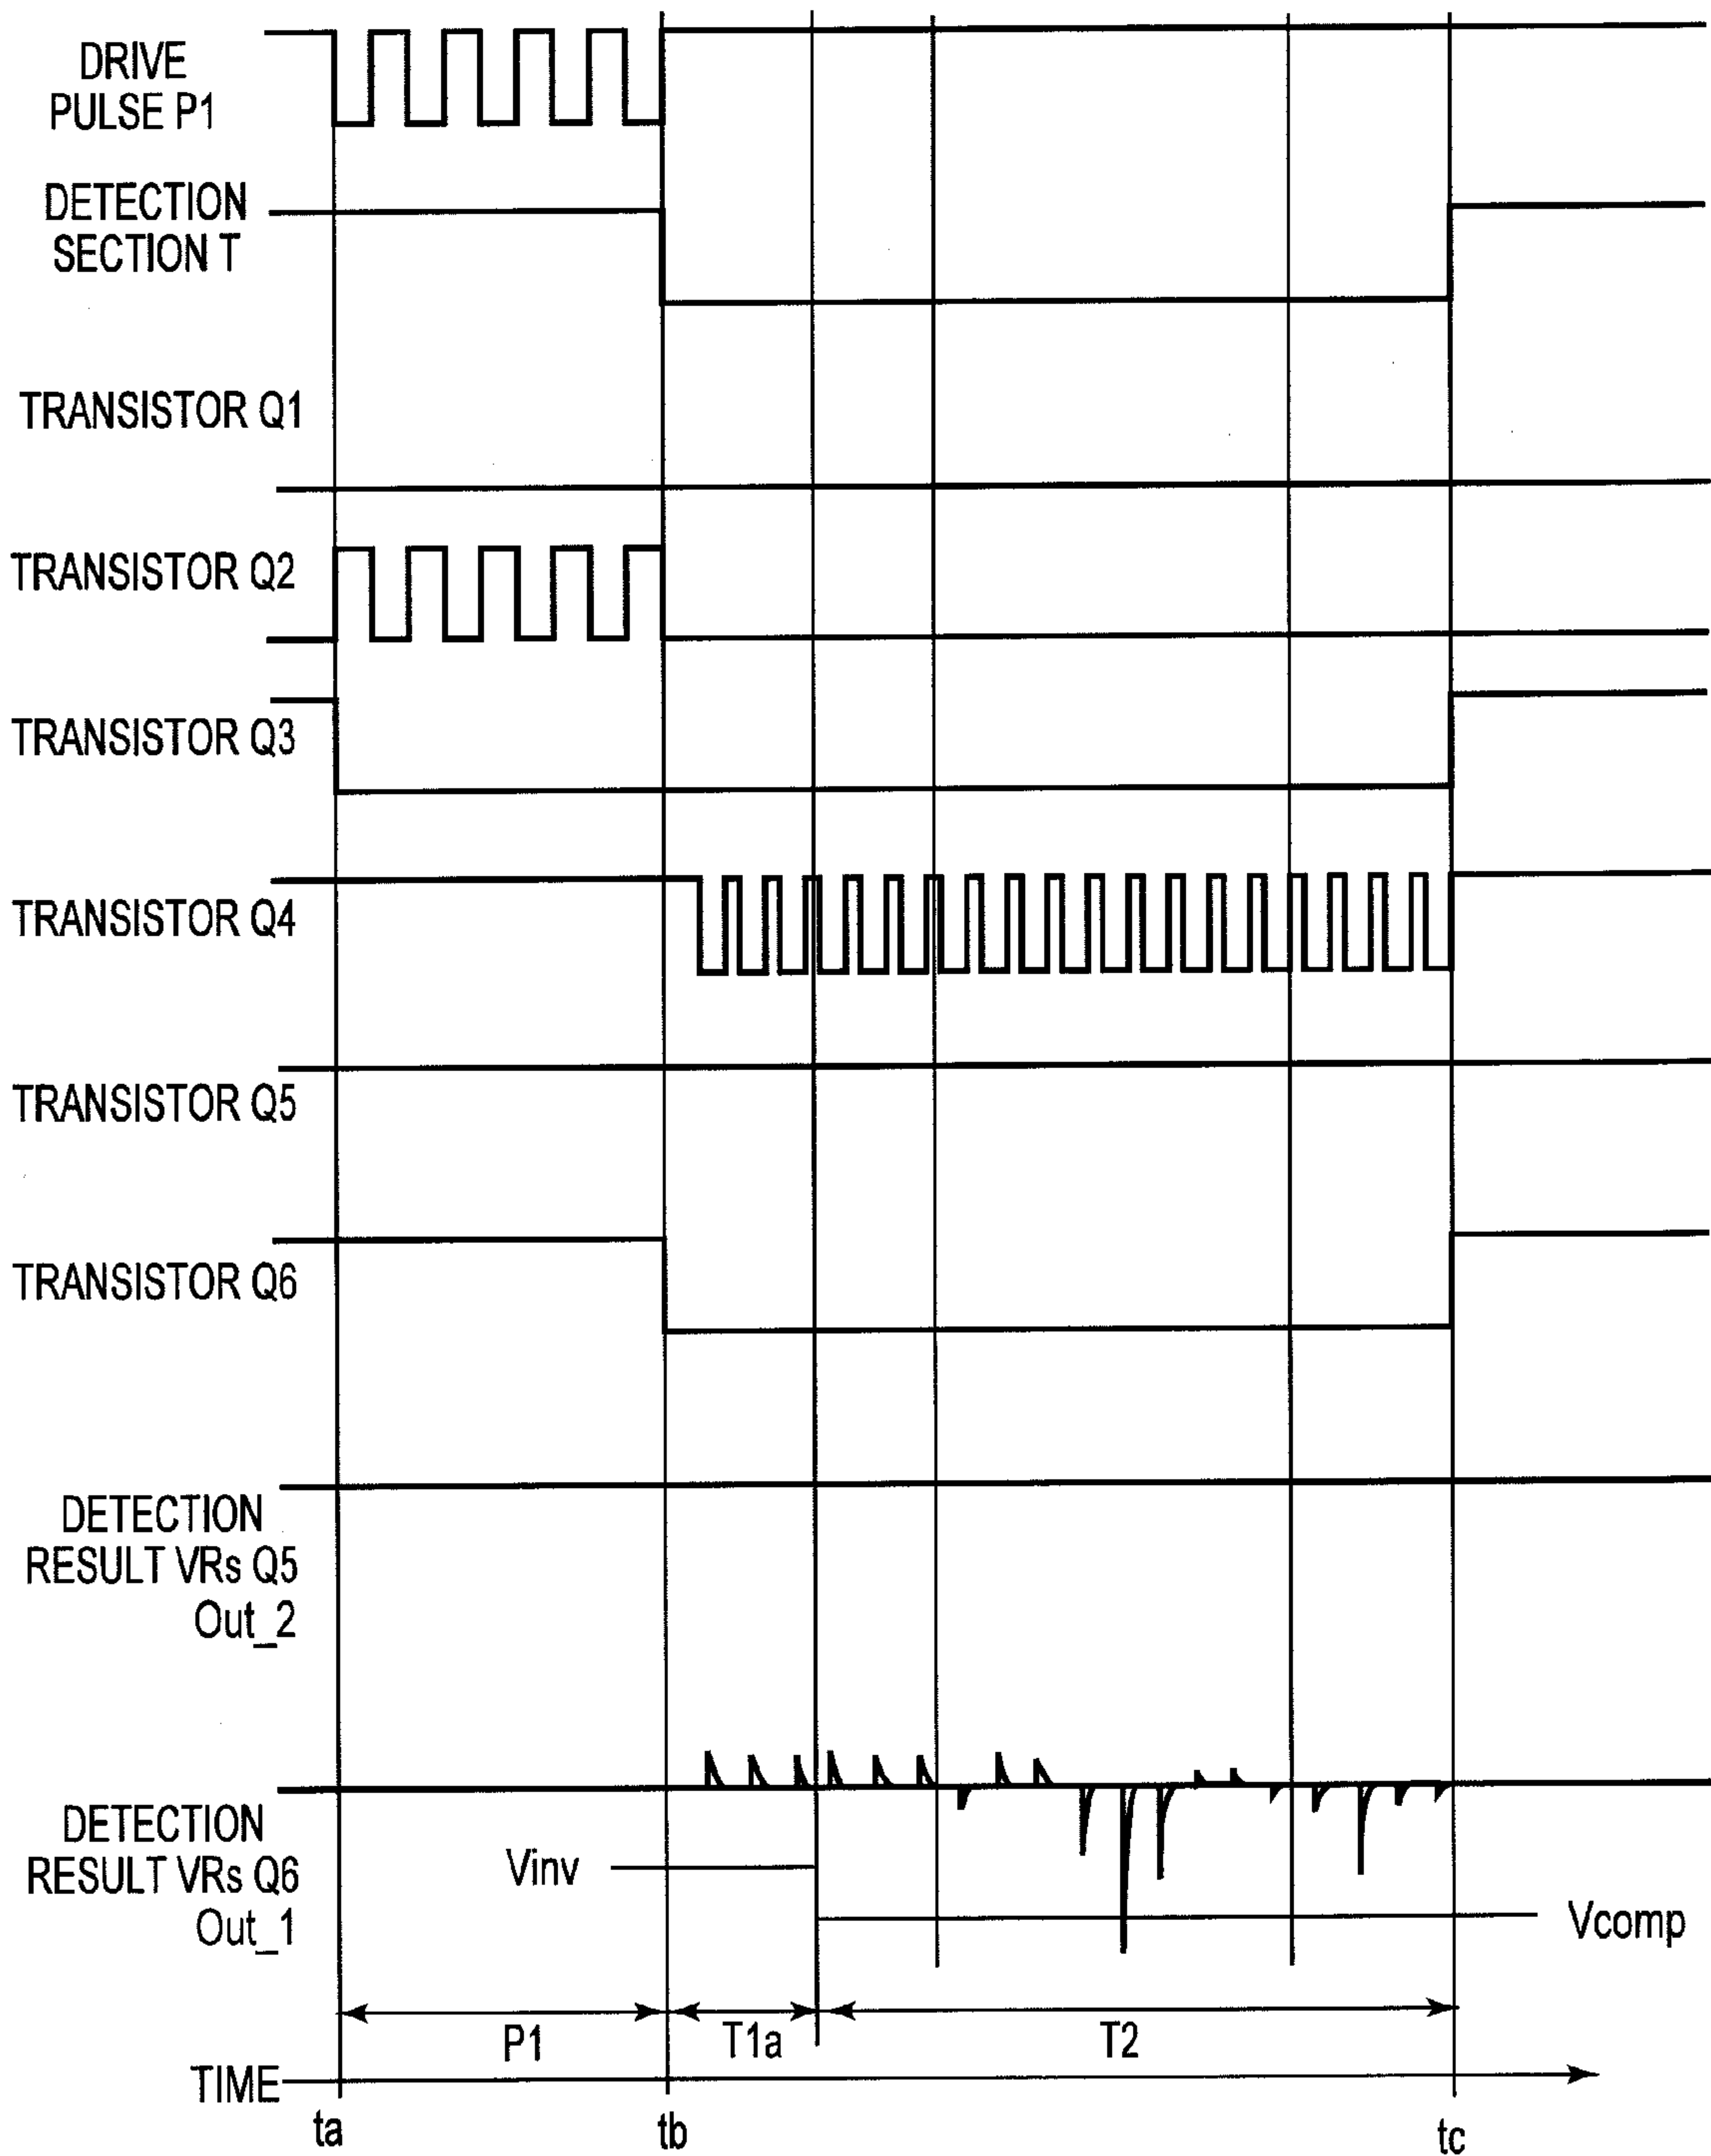 DRIVE
PULSE P1
DETECTION
SECTION T
TRANSISTOR Q1
TRANSISTOR Q2
TRANSISTOR Q3
TRANSISTOR Q4
TRANSISTOR Q5
TRANSISTOR Q6
DETECTION
RESULT VRs Q5
Out_2
DETECTION
RESULT VRs Q6
Out_1
Vinv
Vcomp
P1
T1a
T2
TIME
ta
tb
tc